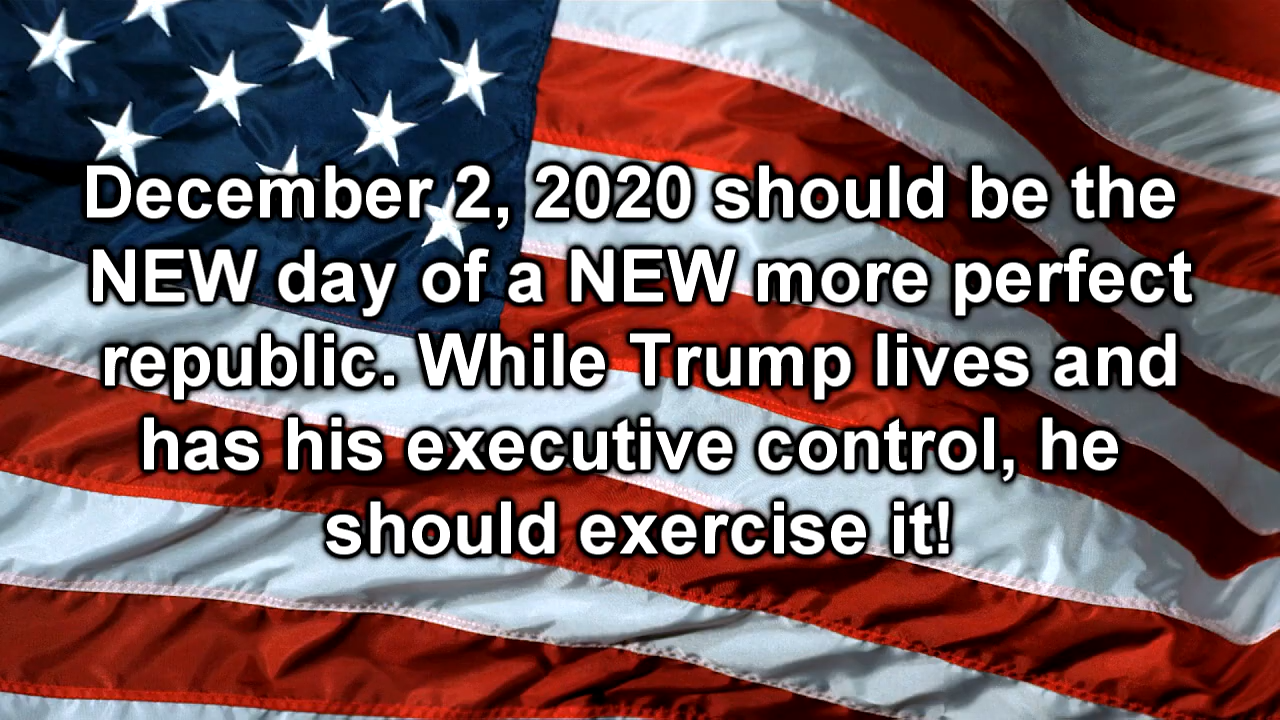 December 2, 2020 should be the
NEW day of a NEW more perfect
republic. While Trump lives and
has his executive control, he
should exercise it!